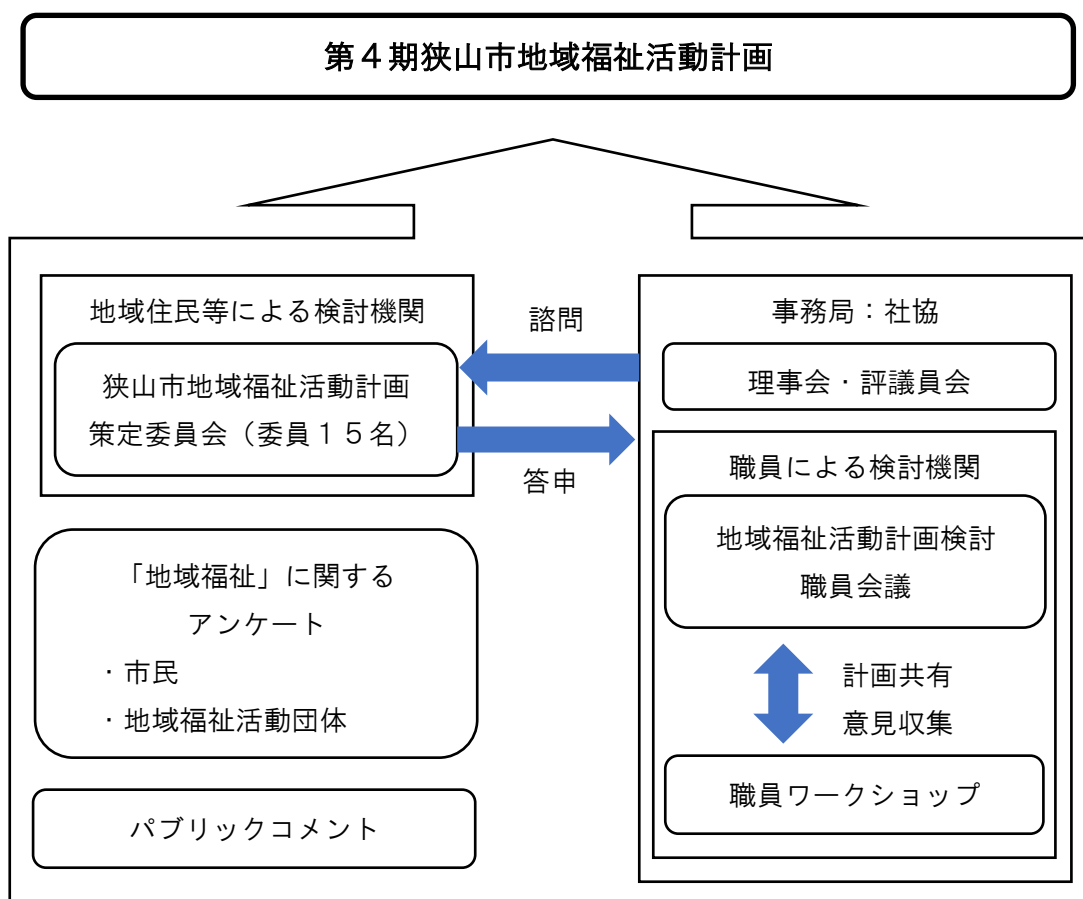 第４期狭山市地域福祉活動計画
地域住民等による検討機関
狭山市地域福祉活動計画
策定委員会（委員１５名）
諮問
答申
事務局：社協
理事会・評議員会
職員による検討機関
地域福祉活動計画検討
職員会議
計画共有
意見収集
職員ワークショップ
「地域福祉」に関する
アンケート
・市民
・地域福祉活動団体
パブリックコメント